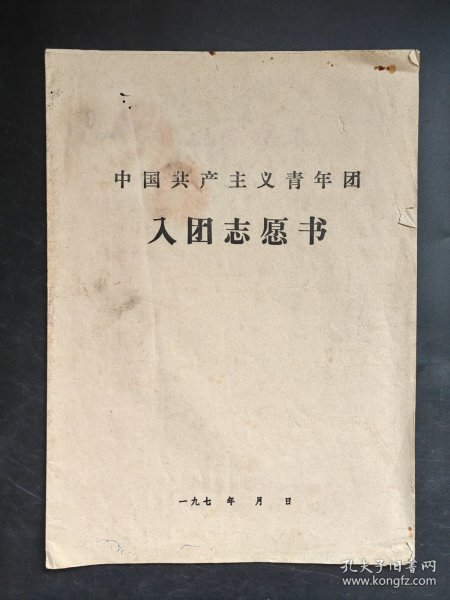 中国共产主义青年团
入团志愿书
一九七 年 月 日
孔夫子旧书网
www.kongfz.com